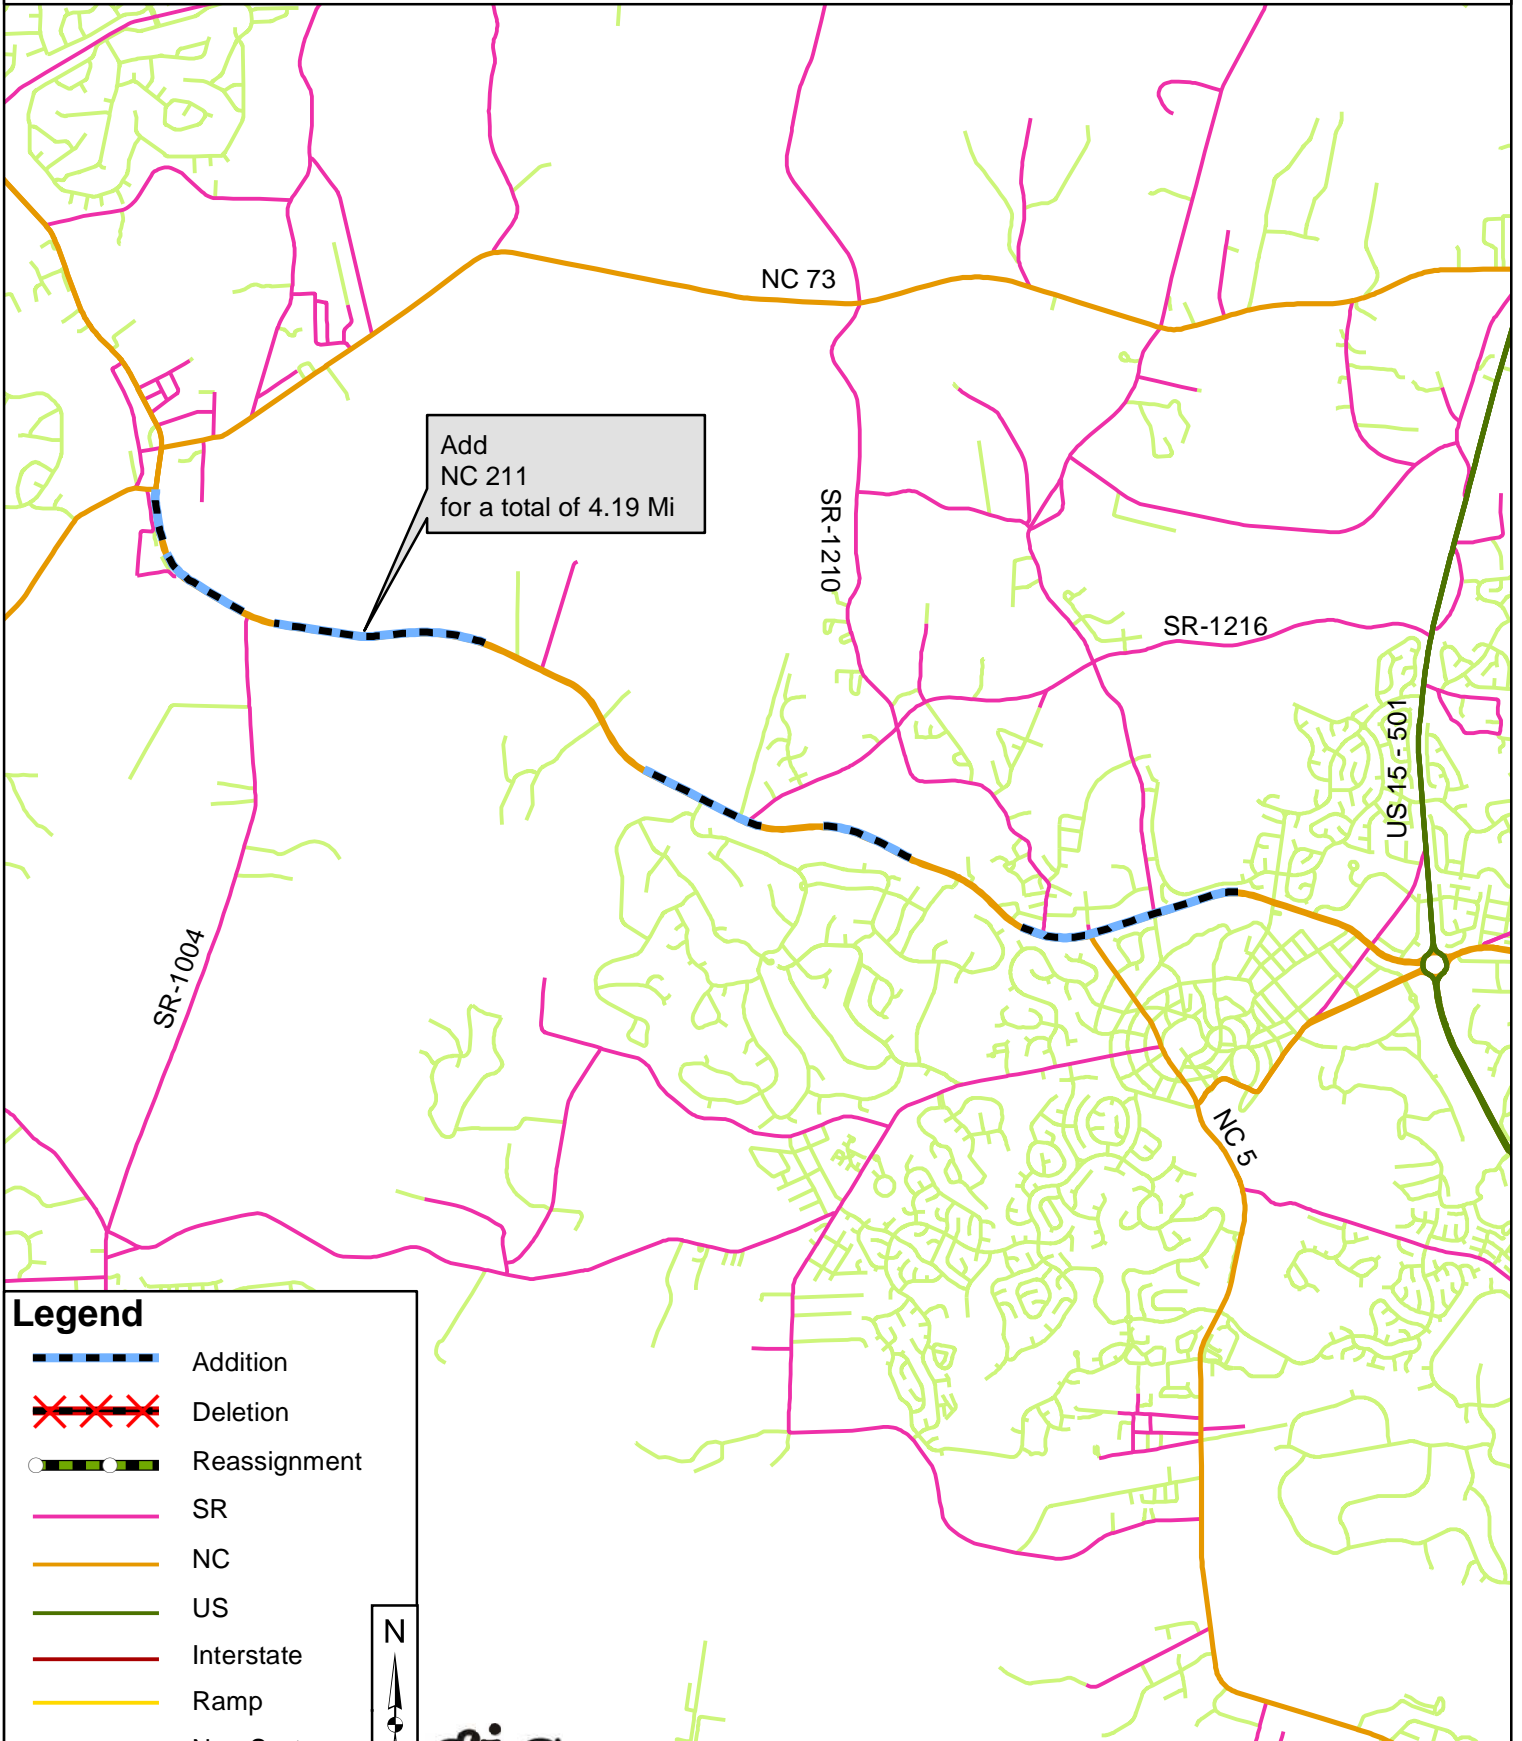 NC 73
Add
NC 211
for a total of 4.19 Mi
SR-1210
SR-1216
US 15 - 501
SR-1004
NC 5
Legend
Addition
Deletion
Reassignment
SR
NC
US
Interstate
Ramp
N